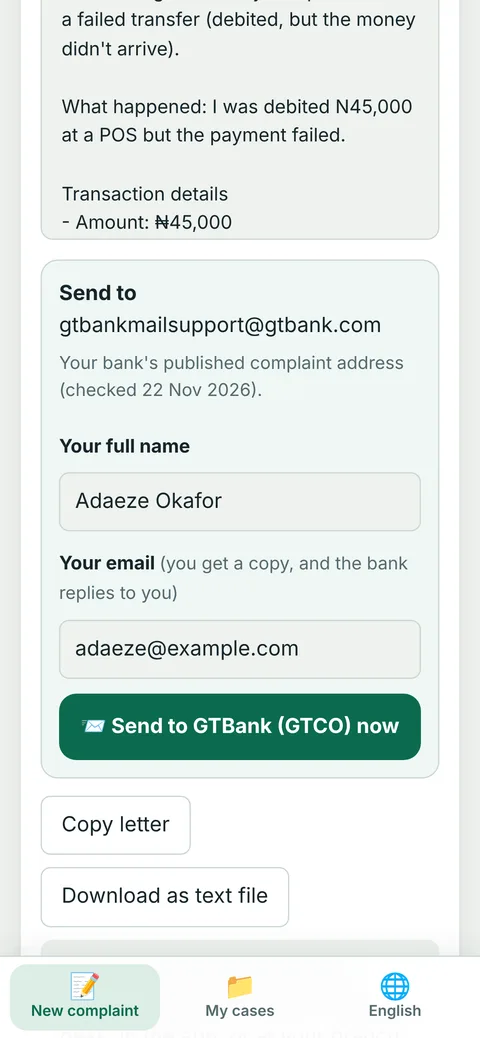 a failed transfer (debited, but the money
didn't arrive).
What happened: I was debited N45,000
at a POS but the payment failed.
Transaction details
- Amount: ₦45,000
Send to
gtbankmailsupport@gtbank.com
Your bank's published complaint address
(checked 22 Nov 2026).
Your full name
Adaeze Okafor
Your email (you get a copy, and the bank
replies to you)
adaeze@example.com
📨 Send to GTBank (GTCO) now
Copy letter
Download as text file
New complaint
My cases
English